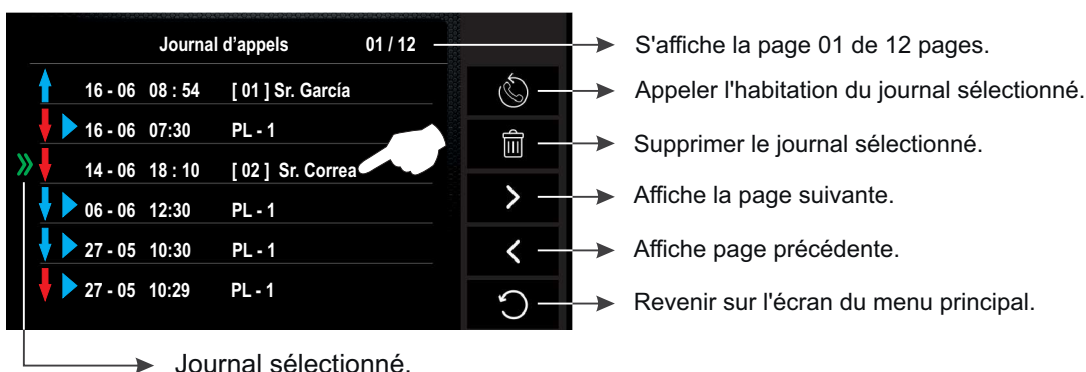 Journal d'appels 01 / 12
S'affiche la page 01 de 12 pages.
16 - 06 08 : 54 [ 01 ] Sr. García
Appeler l'habitation du journal sélectionné.
16 - 06 07:30 PL - 1
Supprimer le journal sélectionné.
14 - 06 18 : 10 [ 02 ] Sr. Correa
Affiche la page suivante.
06 - 06 12:30 PL - 1
27 - 05 10:30 PL - 1
Affiche page précédente.
27 - 05 10:29 PL - 1
Revenir sur l'écran du menu principal.
Journal sélectionné.